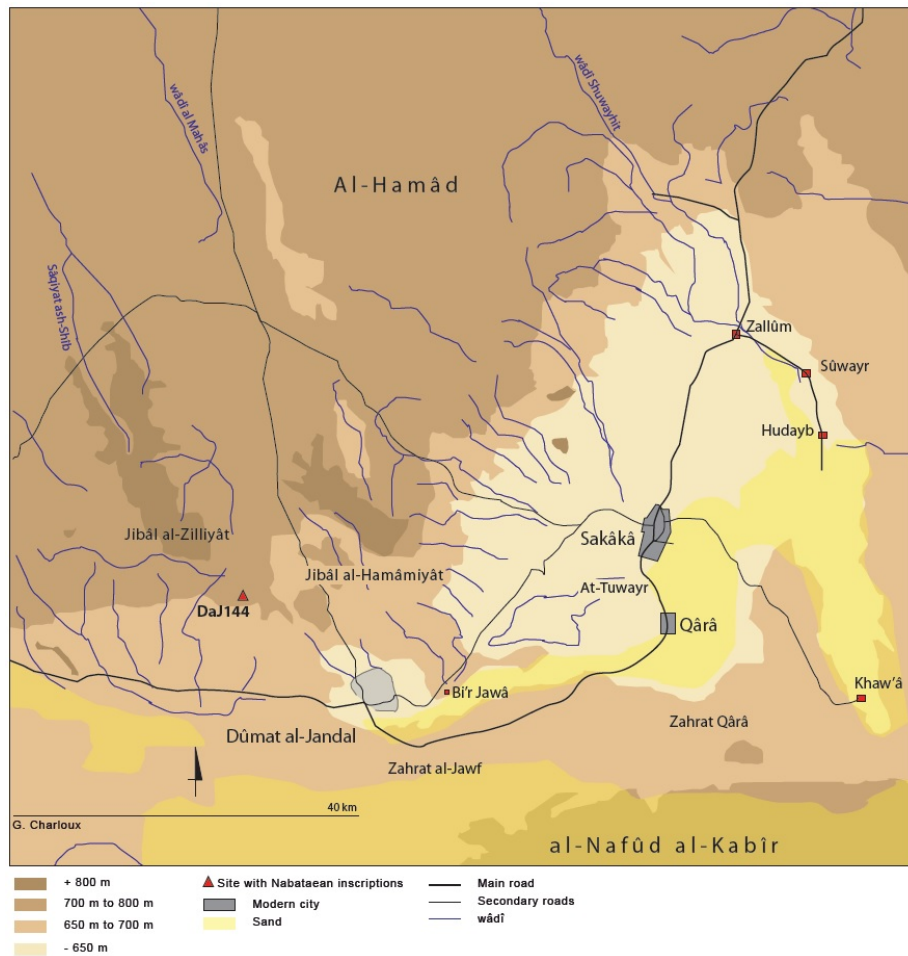 wâdî al Mahâs
wâdî Shuwayhit
Al-Hamâd
Sâqiyat ash-Shîb
Zallûm
Sûwayr
Hudayb
Jibâl al-Zilliyât
Sakâkâ
Jibâl al-Hamâmiyât
At-Tuwayr
DaJ144
Qârâ
Bi'r Jawâ
Khaw'â
Zahrat Qârâ
Dûmat al-Jandal
Zahrat al-Jawf
40 km
G. Charloux
al-Nafûd al-Kabîr
+ 800 m
700 m to 800 m
650 m to 700 m
- 650 m
Site with Nabataean inscriptions
Modern city
Sand
Main road
Secondary roads
wâdî